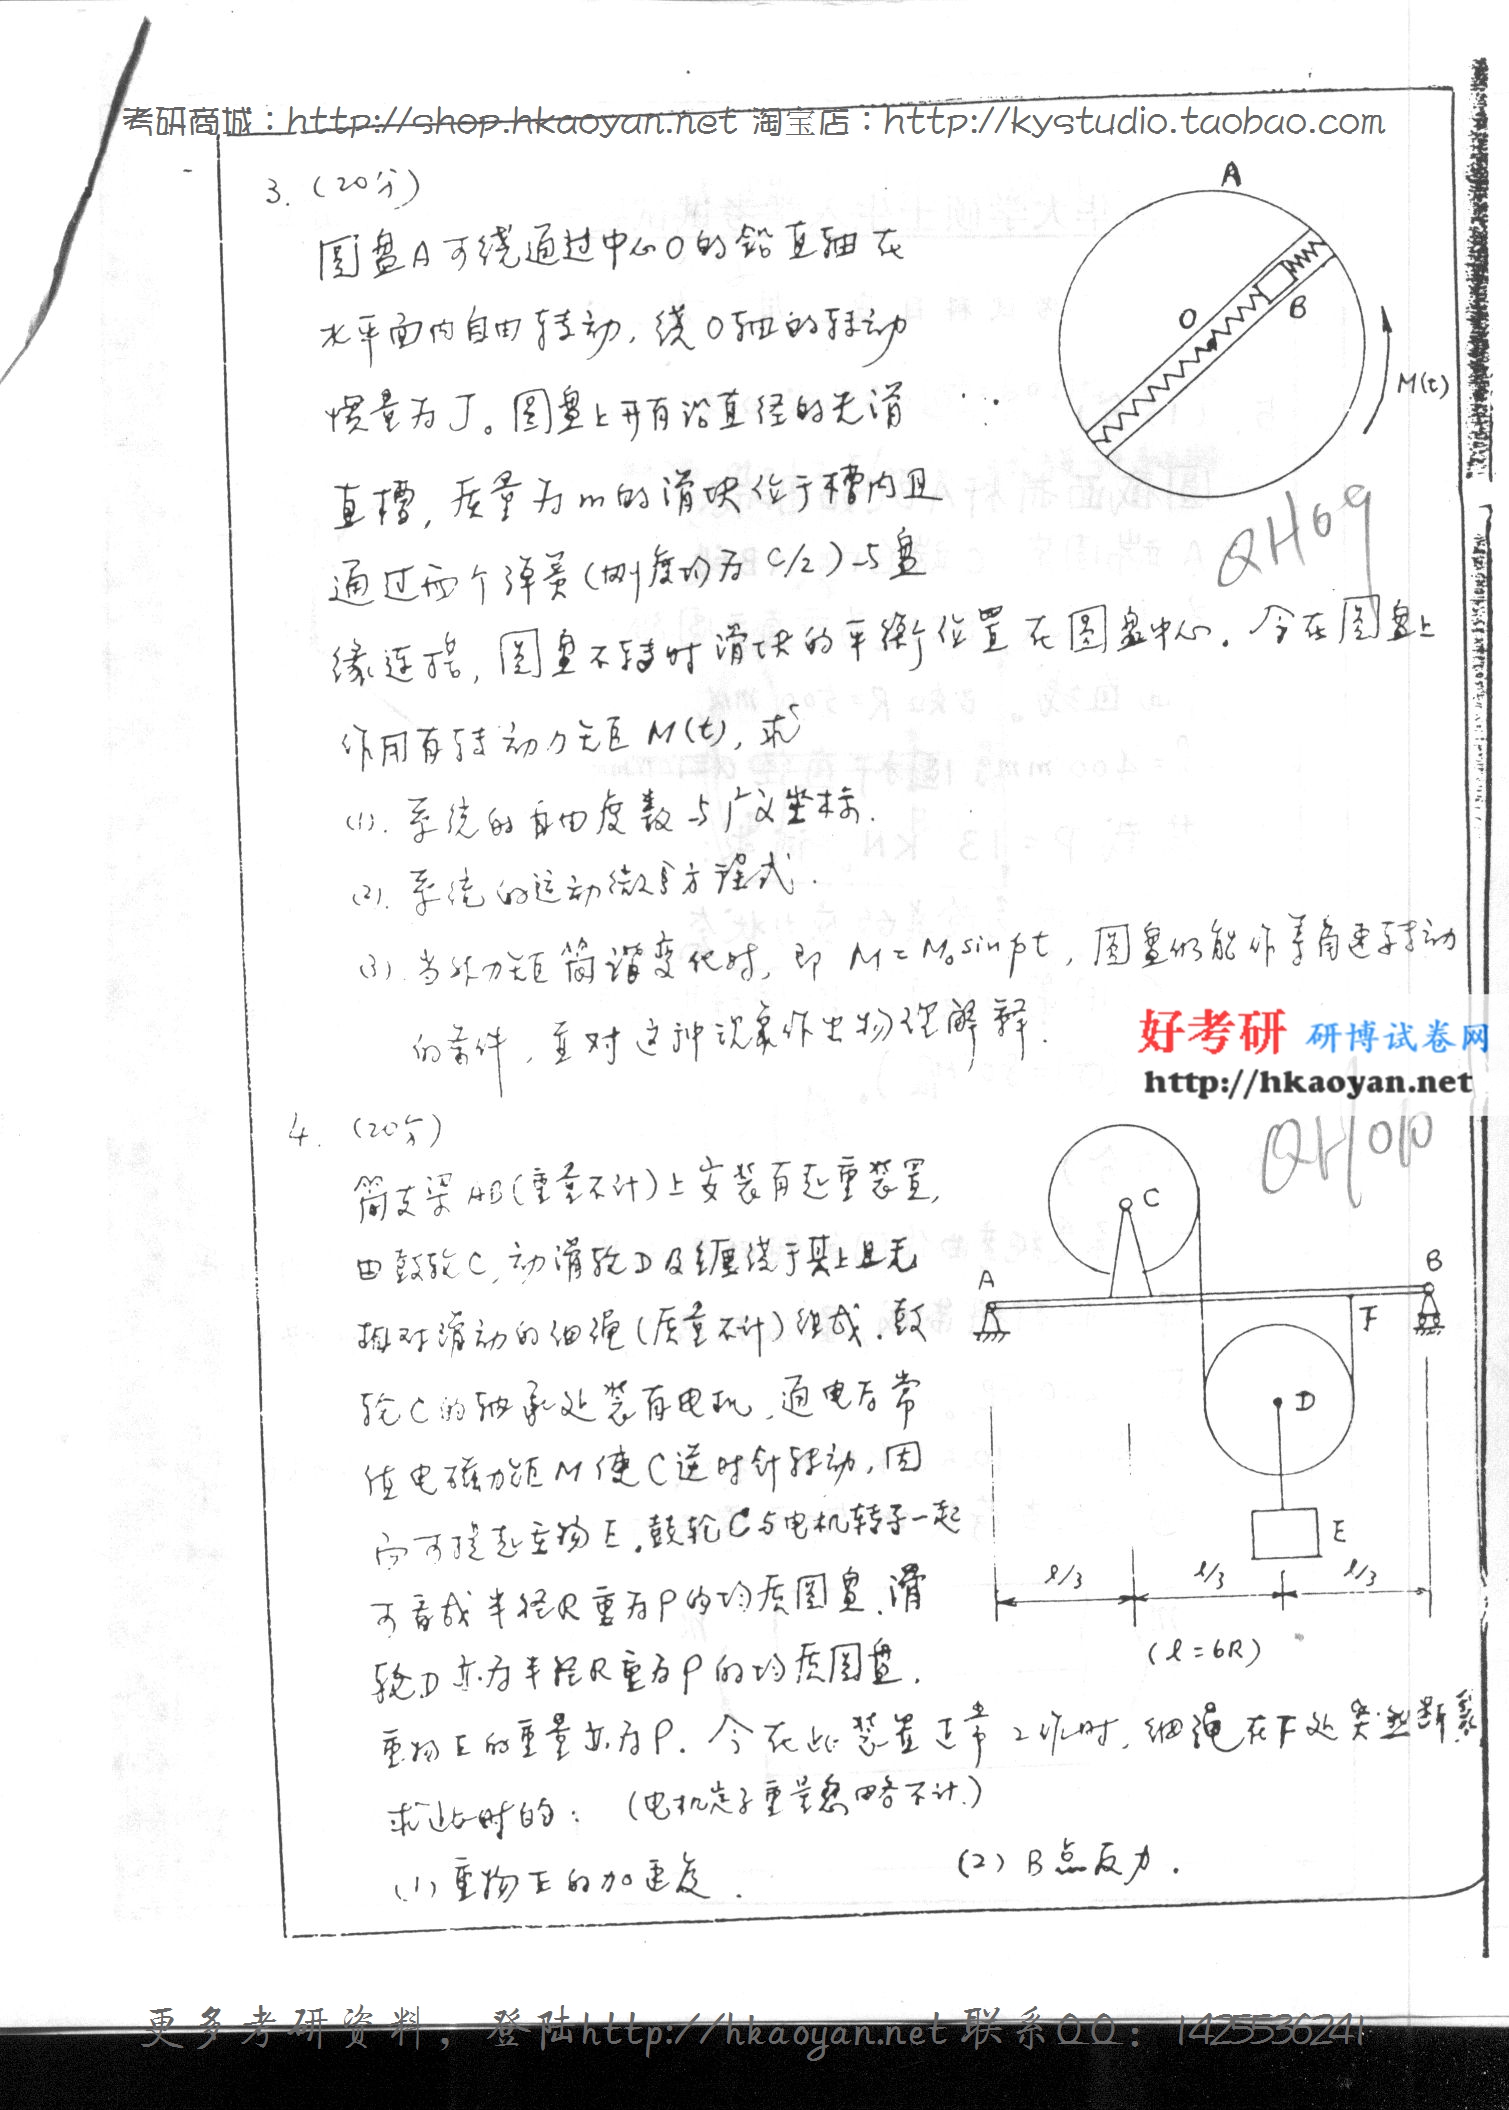 考研商城：http://shop.hkaoyan.net 淘宝店：http://kystudio.taobao.com
3. (20分)
圆盘A可绕通过中心O的铅直轴在
水平面内自由转动，绕O轴的转动
惯量为J。圆盘上开有沿直径的光滑
直槽，质量为m的滑块位于槽内且
通过两个弹簧(刚度均为C/2)与盘
缘连接，圆盘不转时滑块的平衡位置在圆盘中心。今在圆盘上
作用有转动力矩M(t)，求
(1). 系统的自由度数与广义坐标.
(2). 系统的运动微分方程式.
(3). 当外力矩简谐变化时，即 M=M₀sinpt，圆盘仍能作等角速转动
的条件，并对这种现象作出物理解释.
A
O
B
M(t)
QH09
好考研 研博试卷网
http://hkaoyan.net
4. (20分)
简支梁AB(重量不计)上安装有起重装置，
由鼓轮C，动滑轮D及缠绕于其上且无
相对滑动的细绳(质量不计)组成.鼓
轮C的轴承处装有电机，通电后常
值电磁力矩M使C逆时针转动，因
而可提起重物E.鼓轮C与电机转子一起
可看成半径R重为P的均质圆盘.滑
轮D亦为半径R重为P的均质圆盘.
重物E的重量亦为P. 今在此装置正常工作时，细绳在F处突然断裂
求此时的：(电机定子重量忽略不计.)
(1) 重物E的加速度. (2) B点反力.
QH010
C
A
B
F
D
E
l/3 l/3 l/3
(l=6R)
更多考研资料，登陆http://hkaoyan.net 联系QQ：1425536241